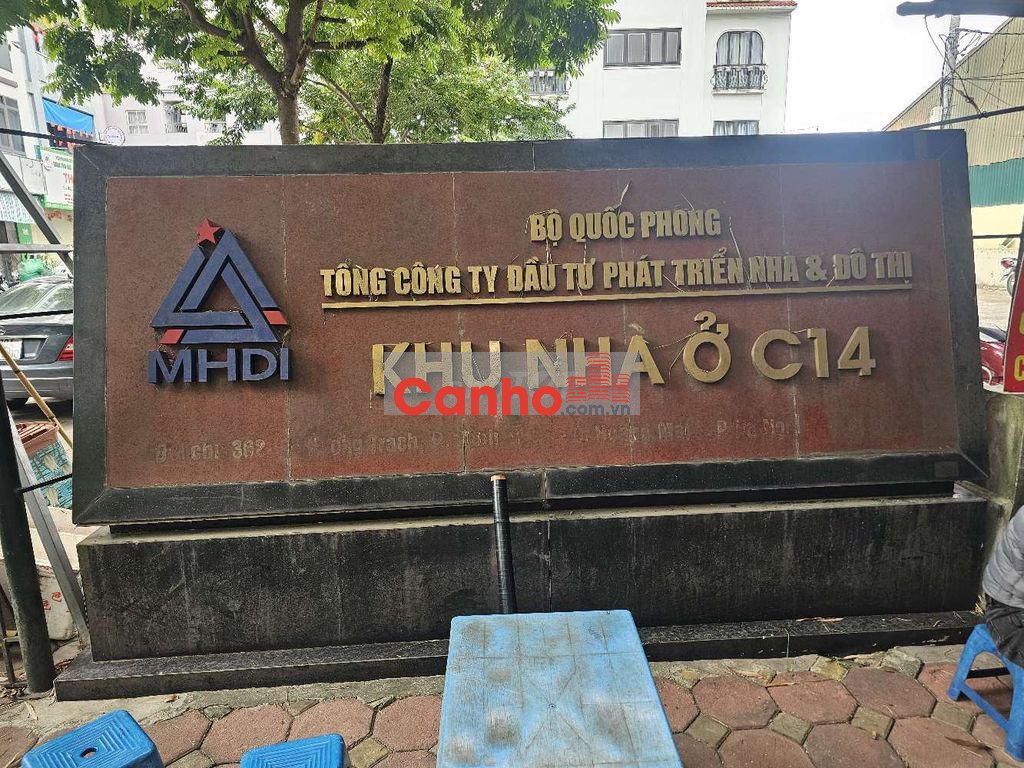 BỘ QUỐC PHÒNG
TỔNG CÔNG TY ĐẦU TƯ PHÁT TRIỂN NHÀ & ĐÔ THỊ
MHDI
KHU NHÀ Ở C14
Canho.com.vn